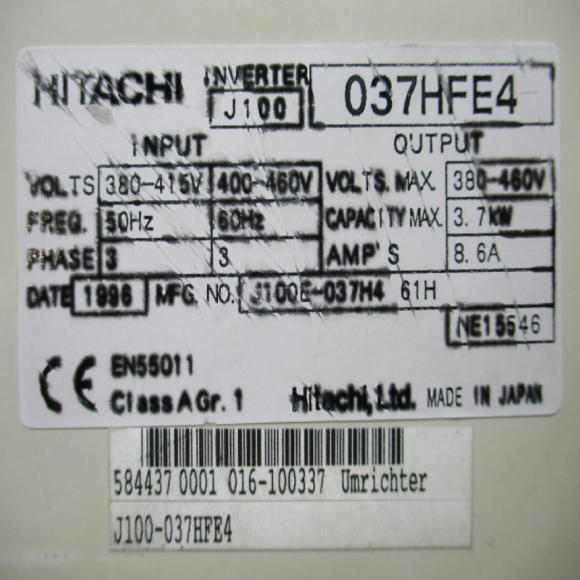 HITACHI INVERTER J100 037HFE4
INPUT OUTPUT
VOLTS 380-415V 400-460V VOLTS. MAX. 380-460V
FREQ. 50Hz 60Hz CAPACITY MAX. 3.7kW
PHASE 3 3 AMP'S 8.6A
DATE 1996 MFG. NO. J100E-037H4 61H
NE15546
CE EN55011
Class A Gr. 1 Hitachi, Ltd. MADE IN JAPAN
584437 0001 016-100337 Umrichter
J100-037HFE4